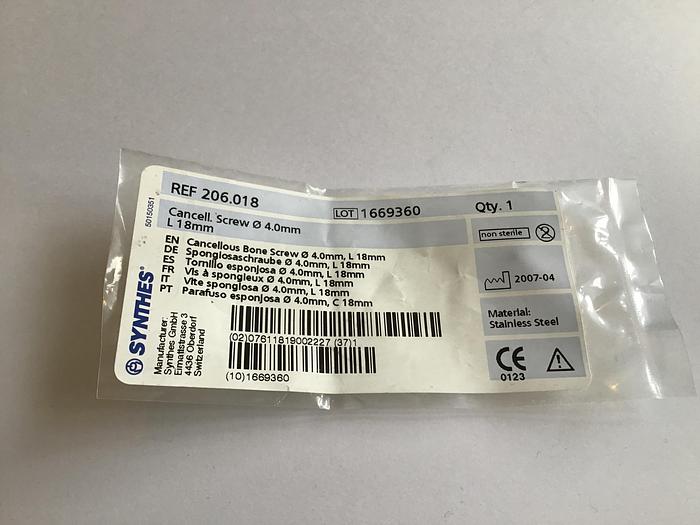 REF 206.018
LOT 1669360
Qty. 1
Cancell. Screw Ø 4.0mm
L 18mm
non sterile
EN Cancellous Bone Screw Ø 4.0mm, L 18mm
DE Spongiosaschraube Ø 4.0mm, L 18mm
ES Tornillo esponjosa Ø 4.0mm, L 18mm
FR Vis à spongieux Ø 4.0mm, L 18mm
IT Vite spongiosa Ø 4.0mm, L 18mm
PT Parafuso esponjosa Ø 4.0mm, C 18mm
2007-04
Material:
Stainless Steel
(02)07611819002227 (37)1
(10)1669360
CE
0123
50150351
SYNTHES®
Manufacturer:
Synthes GmbH
Eimattstrasse 3
4436 Oberdorf
Switzerland